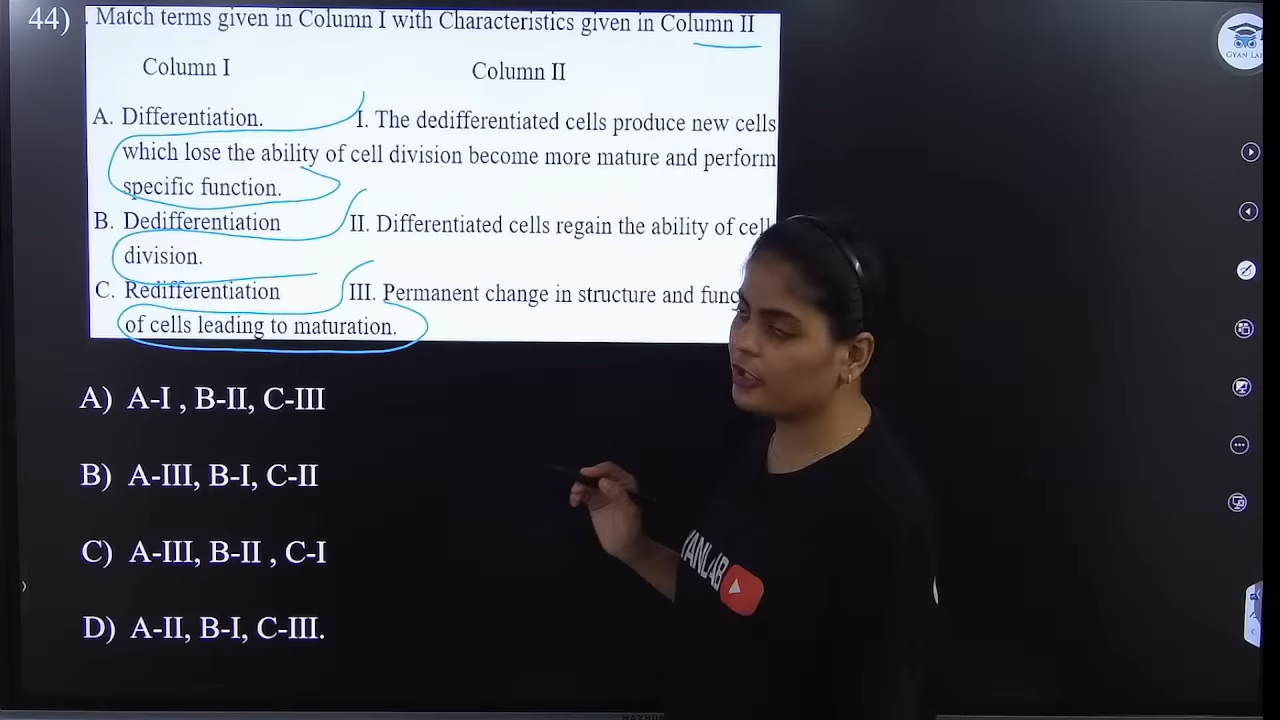 44) . Match terms given in Column I with Characteristics given in Column II
Column I Column II
A. Differentiation. I. The dedifferentiated cells produce new cells
which lose the ability of cell division become more mature and perform
specific function.
B. Dedifferentiation II. Differentiated cells regain the ability of cell
division.
C. Redifferentiation III. Permanent change in structure and func
of cells leading to maturation.
A) A-I , B-II, C-III
B) A-III, B-I, C-II
C) A-III, B-II , C-I
D) A-II, B-I, C-III.
GYAN LAB
YANLAB